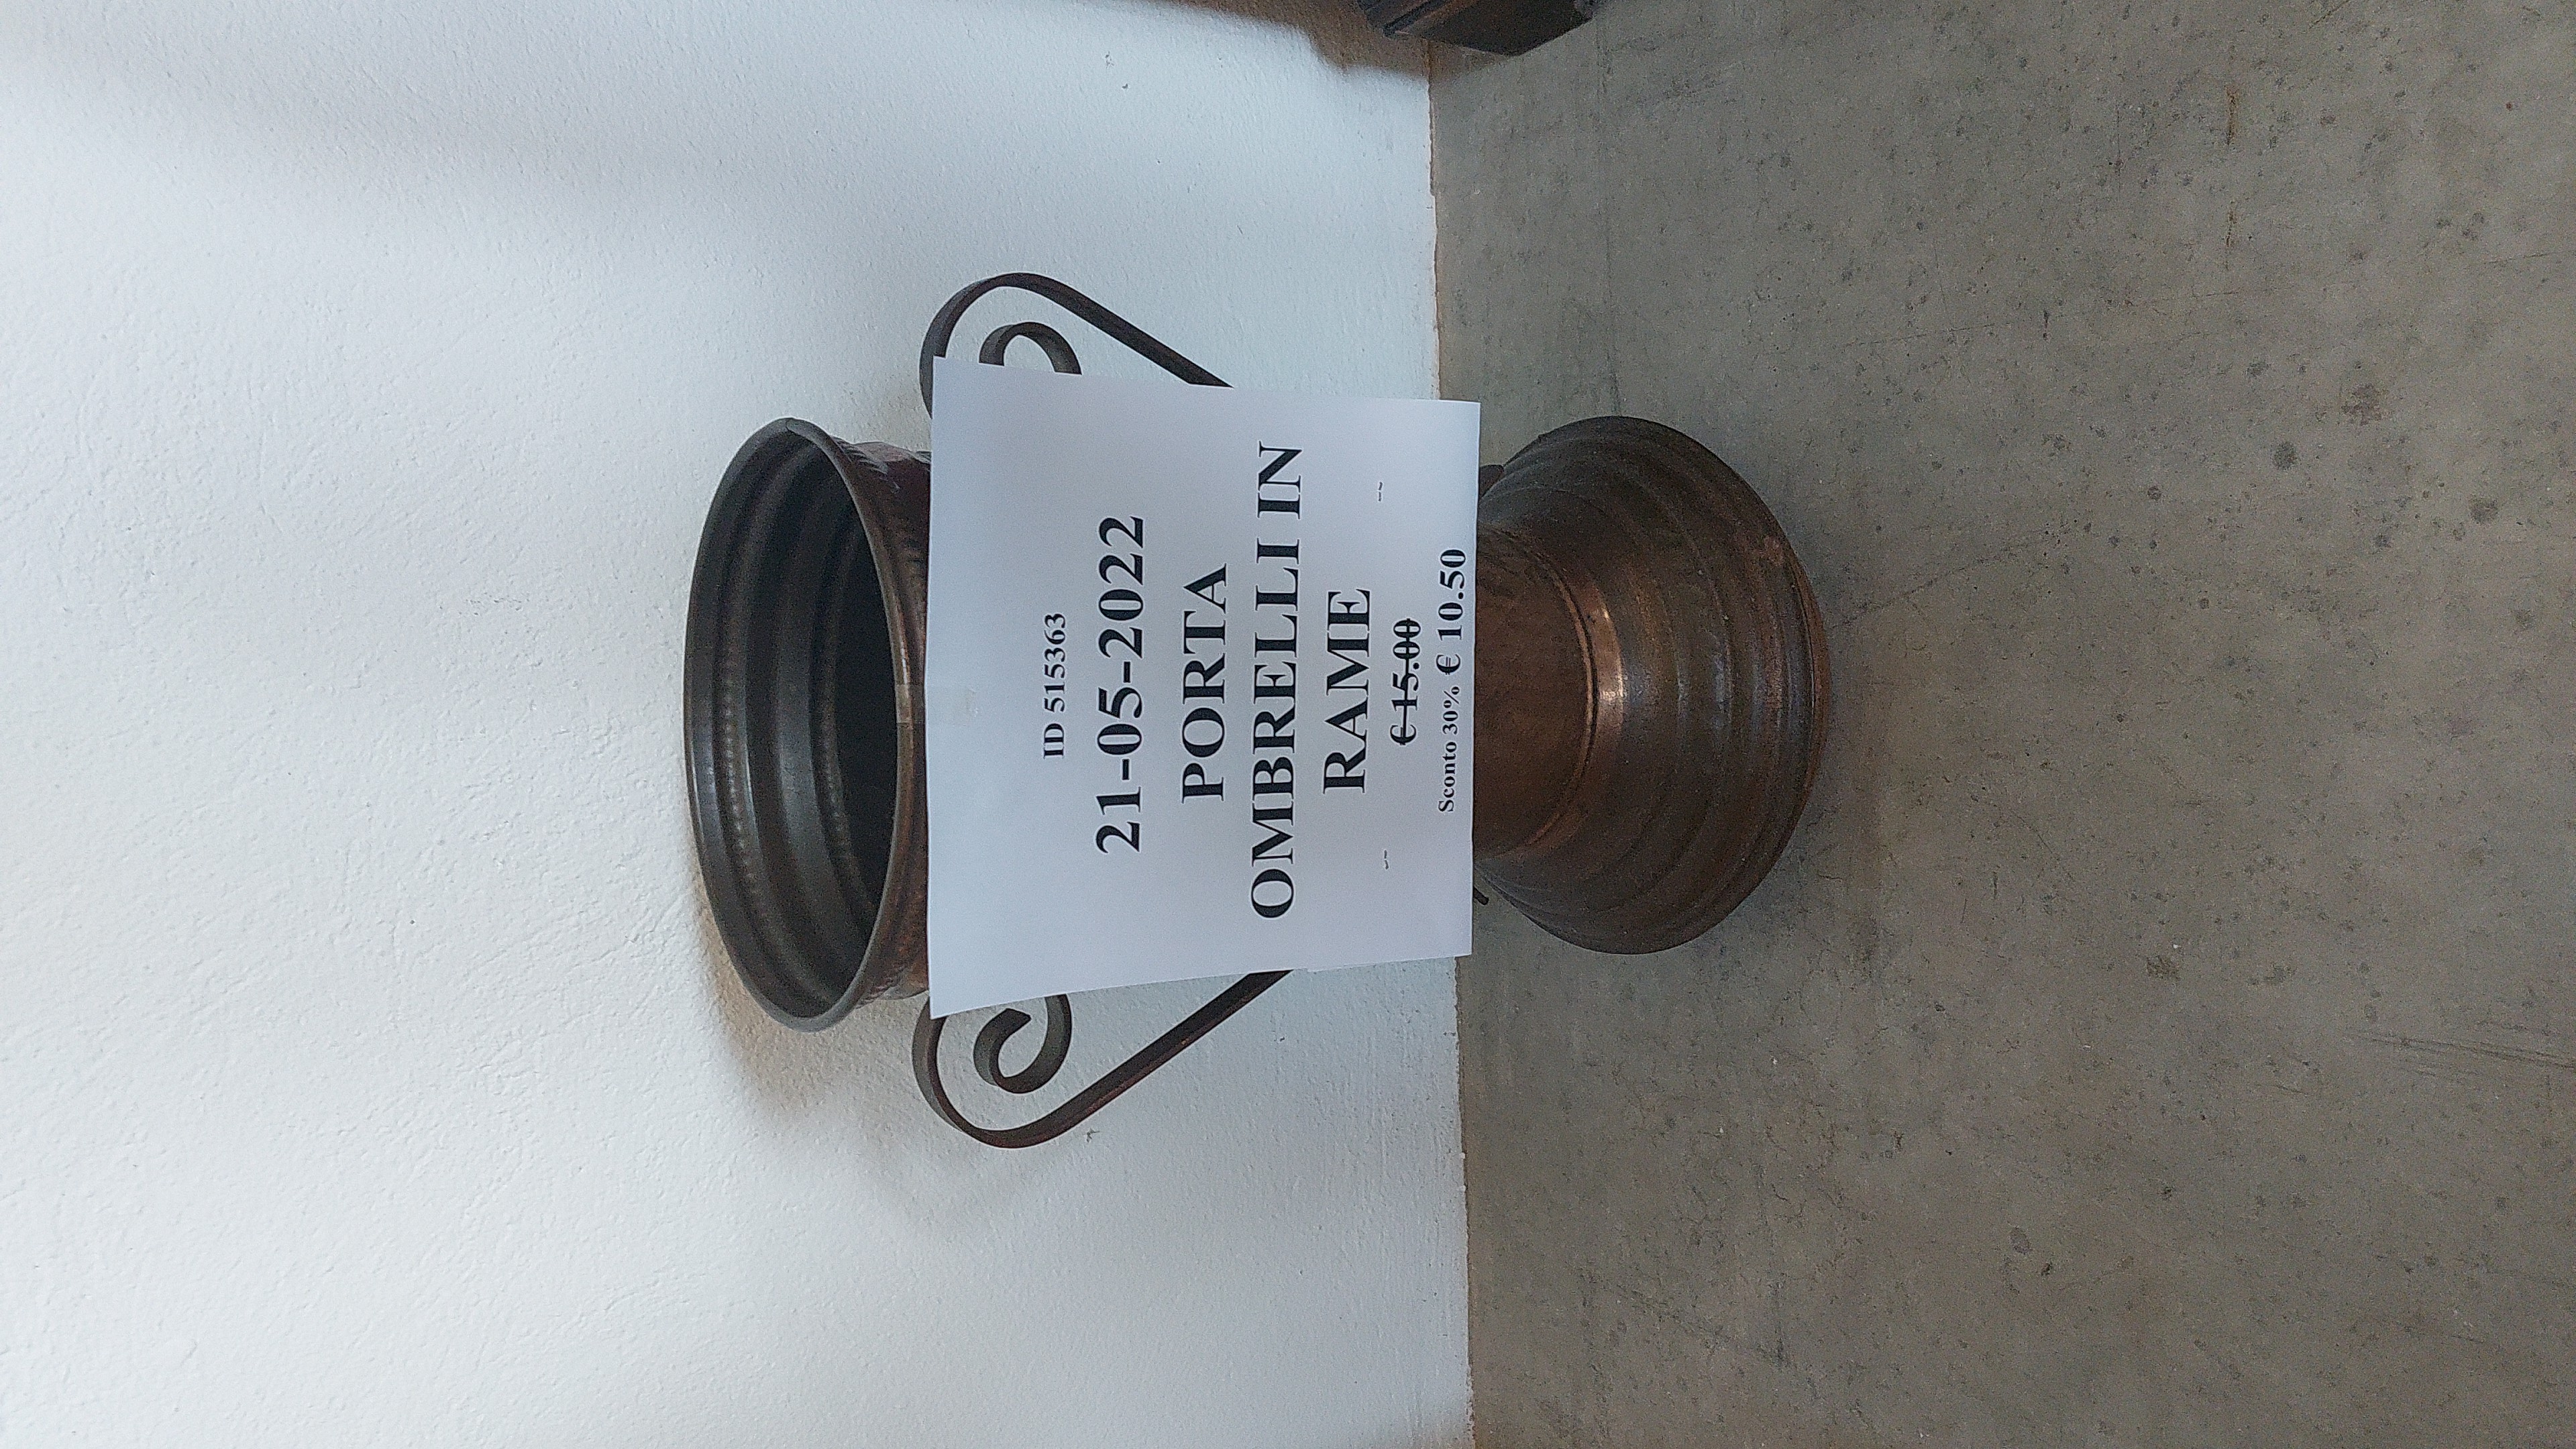 ID 515363
21-05-2022
PORTA
OMBRELLI IN
RAME
€ 15.00
Sconto 30% € 10.50